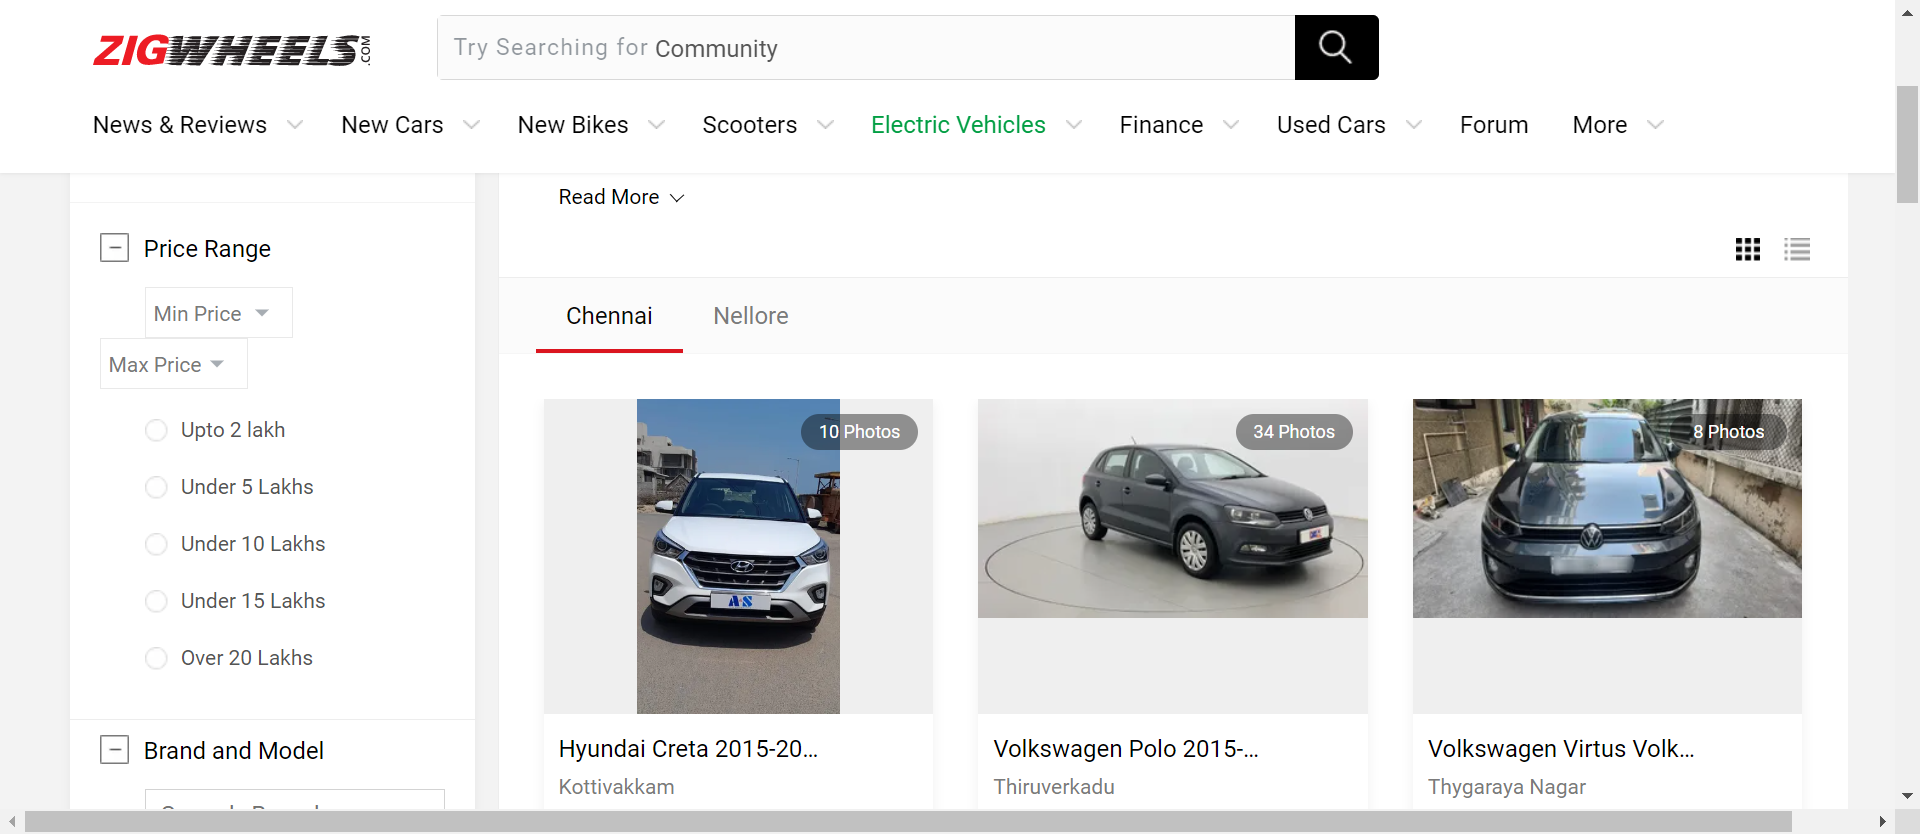 ZIGWHEELS.COM
Try Searching for Community
News & Reviews
New Cars
New Bikes
Scooters
Electric Vehicles
Finance
Used Cars
Forum
More
Read More
Price Range
Min Price
Max Price
Upto 2 lakh
Under 5 Lakhs
Under 10 Lakhs
Under 15 Lakhs
Over 20 Lakhs
Brand and Model
Chennai
Nellore
10 Photos
34 Photos
8 Photos
Hyundai Creta 2015-20...
Kottivakkam
Volkswagen Polo 2015-...
Thiruverkadu
Volkswagen Virtus Volk...
Thygaraya Nagar